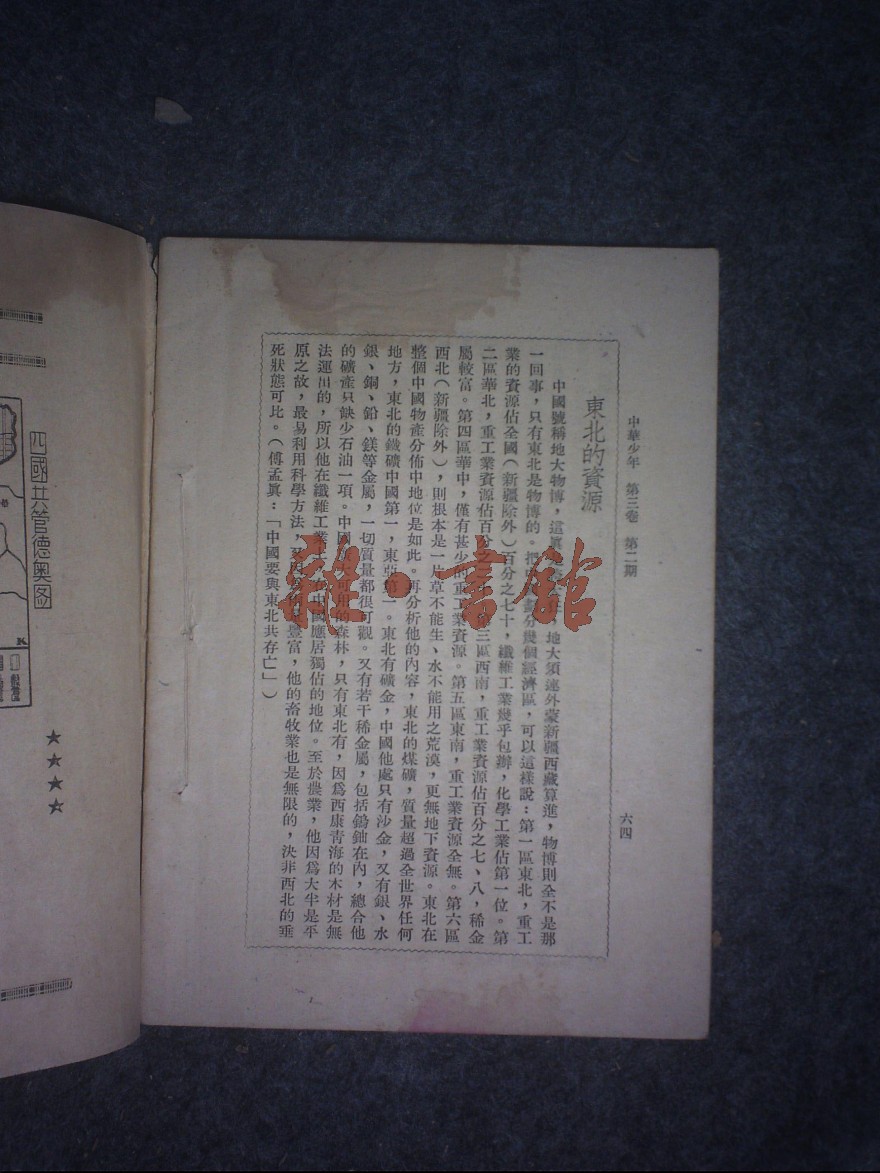 中華少年 第三卷 第二期
六四
東北的資源
中國號稱地大物博，這眞 地大須連外蒙新疆西藏算進，物博則全不是那
一回事，只有東北是物博的。把 劃分幾個經濟區，可以這樣說：第一區東北，重工
業的資源佔全國（新疆除外）百分之七十，纖維工業幾乎包辦，化學工業佔第一位。第
二區華北，重工業資源佔百分之 三區西南，重工業資源佔百分之七、八，稀金
屬較富。第四區華中，僅有甚少的重工業資源。第五區東南，重工業資源全無。第六區
西北（新疆除外），則根本是一片草不能生、水不能用之荒漠，更無地下資源。東北在
整個中國物產分佈中地位是如此。再分析他的內容，東北的煤礦，質量超過全世界任何
地方，東北的鐵礦中國第一，東亞第一。東北有礦金，中國他處只有沙金，又有銀、水
銀、銅、鉛、鎂等金屬，一切質量都很可觀。又有若干稀金屬，包括鎢鈾在內，總合他
的礦產只缺少石油一項。中國 可用的森林，只有東北有，因爲西康靑海的木材是無
法運出的，所以他在纖維工業上 中國應居獨佔的地位。至於農業，他因爲大半是平
原之故，最易利用科學方法， 豐富，他的畜牧業也是無限的，決非西北的垂
死狀態可比。（傅孟眞：「中國要與東北共存亡」）
雜·書館
四國共管德奧圖
★★★★